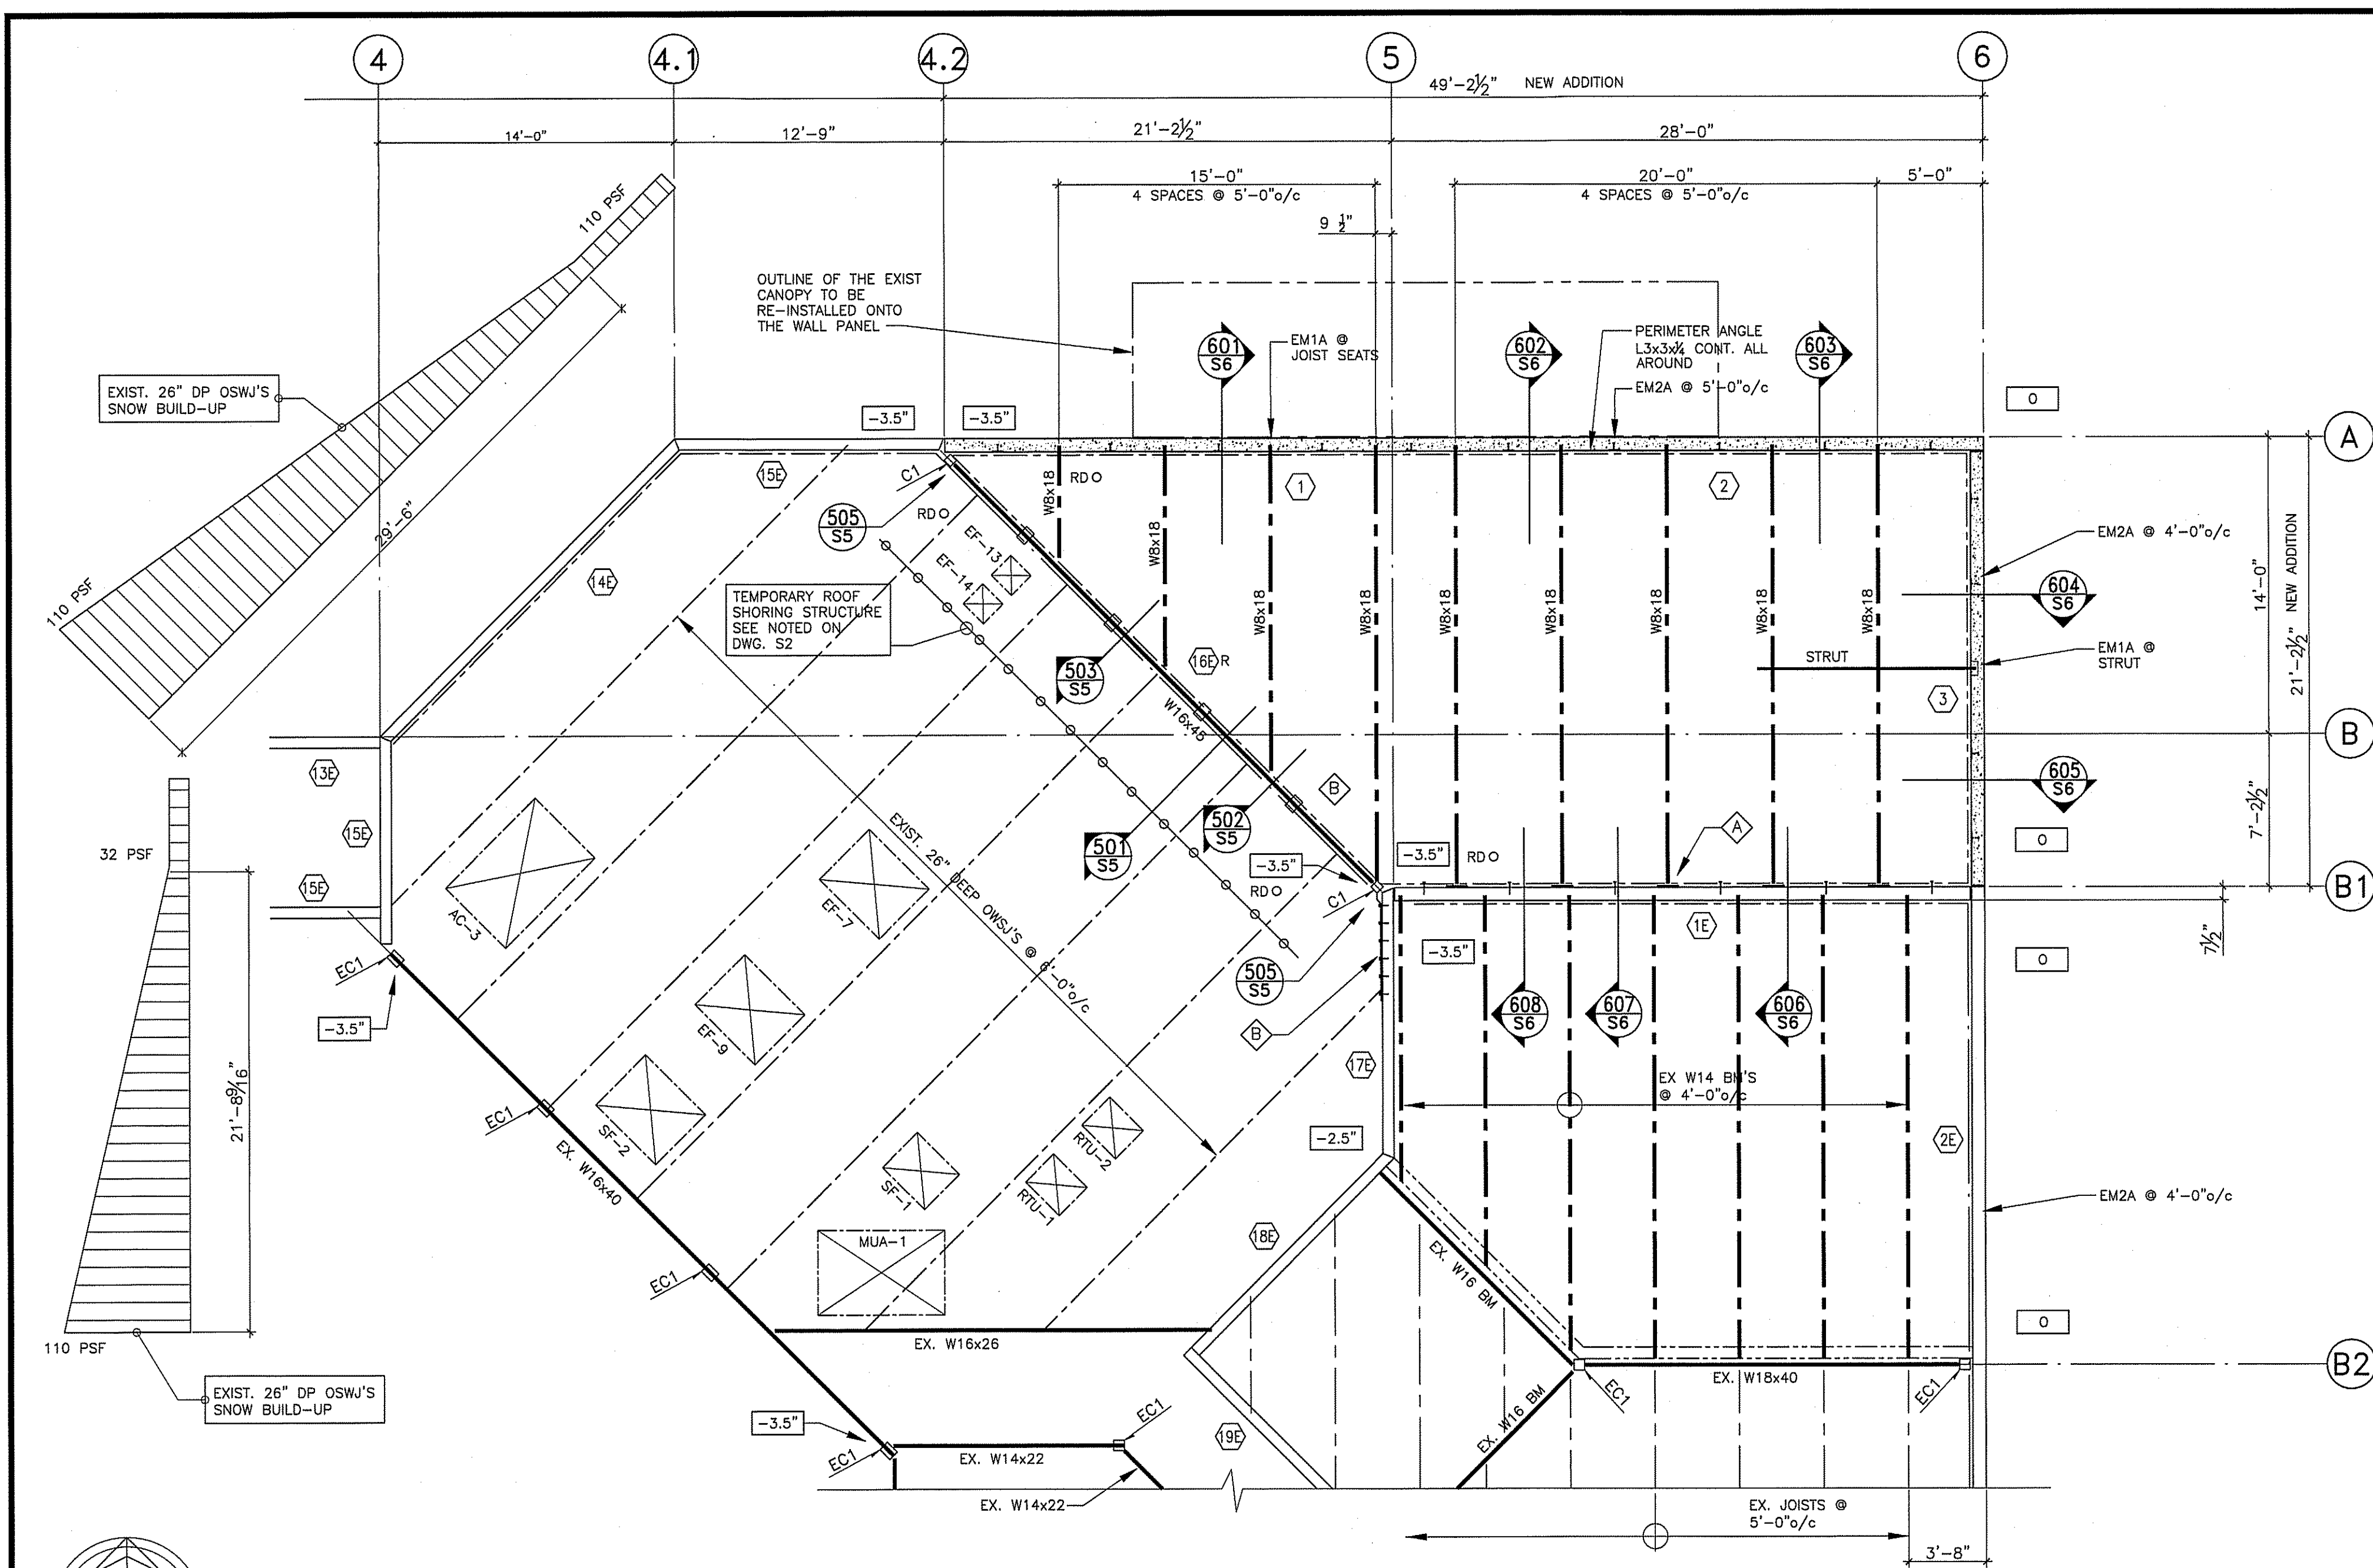 4
4.1
4.2
5
6
49'-2½" NEW ADDITION
14'-0"
12'-9"
21'-2½"
28'-0"
15'-0"
4 SPACES @ 5'-0"o/c
20'-0"
4 SPACES @ 5'-0"o/c
5'-0"
9 ½"
110 PSF
OUTLINE OF THE EXIST
CANOPY TO BE
RE-INSTALLED ONTO
THE WALL PANEL
601
S6
EM1A @
JOIST SEATS
602
S6
PERIMETER ANGLE
L3x3x¼ CONT. ALL
AROUND
EM2A @ 5'-0"o/c
603
S6
EXIST. 26" DP OSWJ'S
SNOW BUILD-UP
29'-6"
110 PSF
-3.5"
-3.5"
0
A
15E
C1
RD O
W8x18
RD O
1
2
505
S5
EF-13
EF-14
W8x18
W8x18
W8x18
W8x18
W8x18
W8x18
W8x18
W8x18
EM2A @ 4'-0"o/c
14'-0"
21'-2½" NEW ADDITION
14E
TEMPORARY ROOF
SHORING STRUCTURE
SEE NOTED ON
DWG. S2
604
S6
503
S5
16E R
W16x45
STRUT
EM1A @
STRUT
3
B
13E
605
S6
7'-2½"
15E
32 PSF
15E
B
A
502
S5
501
S5
EXIST. 26" DEEP OWSJ'S @ 6'-0"o/c
-3.5"
-3.5"
RD O
0
AC-3
EF-7
RD O
C1
B1
1E
7½"
EC1
-3.5"
505
S5
-3.5"
0
EF-9
B
608
S6
607
S6
606
S6
21'-8 9/16"
17E
EX W14 BM'S
@ 4'-0"o/c
EC1
SF-2
RTU-2
-2.5"
2E
EX. W16x40
SF-1
RTU-1
EM2A @ 4'-0"o/c
MUA-1
18E
EX. W16 BM
EC1
0
110 PSF
EX. W16x26
EX. W18x40
EC1
EC1
B2
EXIST. 26" DP OSWJ'S
SNOW BUILD-UP
-3.5"
EC1
EC1
EX. W14x22
19E
EX. W16 BM
EX. W14x22
EX. JOISTS @
5'-0"o/c
3'-8"